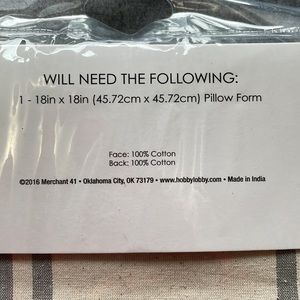 WILL NEED THE FOLLOWING:
1 - 18in x 18in (45.72cm x 45.72cm) Pillow Form
Face: 100% Cotton
Back: 100% Cotton
©2016 Merchant 41 • Oklahoma City, OK 73179 • www.hobbylobby.com • Made in India